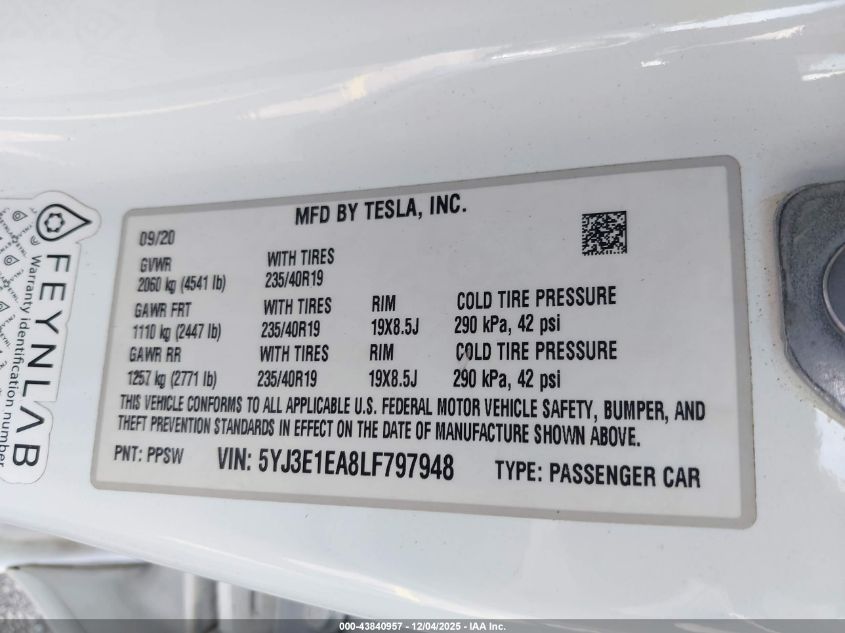 MFD BY TESLA, INC.
09/20
GVWR
2060 kg (4541 lb)
WITH TIRES
235/40R19
GAWR FRT
1110 kg (2447 lb)
WITH TIRES
235/40R19
RIM
19X8.5J
COLD TIRE PRESSURE
290 kPa, 42 psi
GAWR RR
1257 kg (2771 lb)
WITH TIRES
235/40R19
RIM
19X8.5J
COLD TIRE PRESSURE
290 kPa, 42 psi
THIS VEHICLE CONFORMS TO ALL APPLICABLE U.S. FEDERAL MOTOR VEHICLE SAFETY, BUMPER, AND
THEFT PREVENTION STANDARDS IN EFFECT ON THE DATE OF MANUFACTURE SHOWN ABOVE.
PNT: PPSW VIN: 5YJ3E1EA8LF797948 TYPE: PASSENGER CAR
FEYNLAB
Warranty identification number
000-43840957 - 12/04/2025 - IAA Inc.